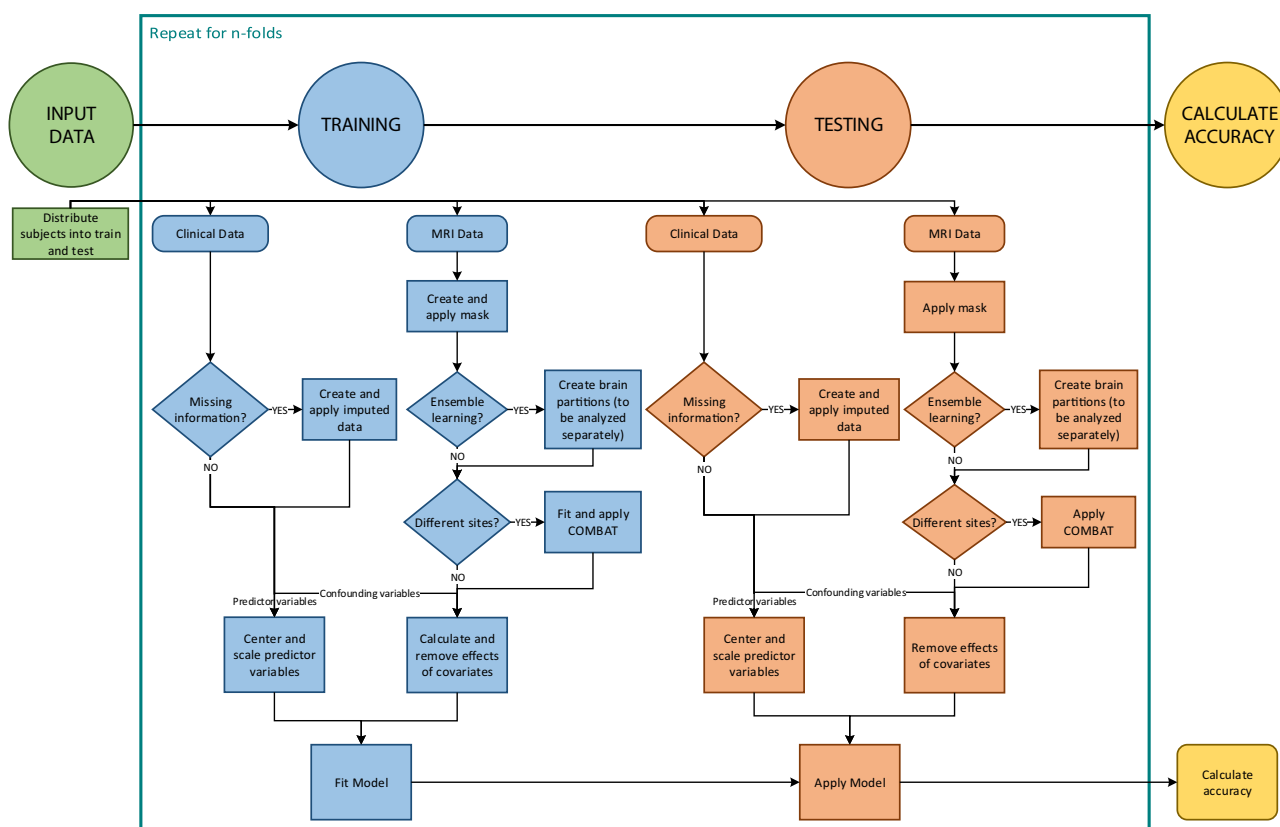 Repeat for n-folds
INPUT
DATA
TRAINING
TESTING
CALCULATE
ACCURACY
Distribute
subjects into train
and test
Clinical Data
MRI Data
Clinical Data
MRI Data
Create and
apply mask
Apply mask
Missing
information?
YES
Create and
apply imputed
data
Ensemble
learning?
YES
Create brain
partitions (to
be analyzed
separately)
Missing
information?
YES
Create and
apply imputed
data
Ensemble
learning?
YES
Create brain
partitions (to
be analyzed
separately)
NO
NO
NO
NO
Different sites?
YES
Fit and apply
COMBAT
Different sites?
YES
Apply
COMBAT
NO
NO
Confounding variables
Predictor variables
Confounding variables
Predictor variables
Center and
scale predictor
variables
Calculate and
remove effects
of covariates
Center and
scale predictor
variables
Remove effects
of covariates
Fit Model
Apply Model
Calculate
accuracy